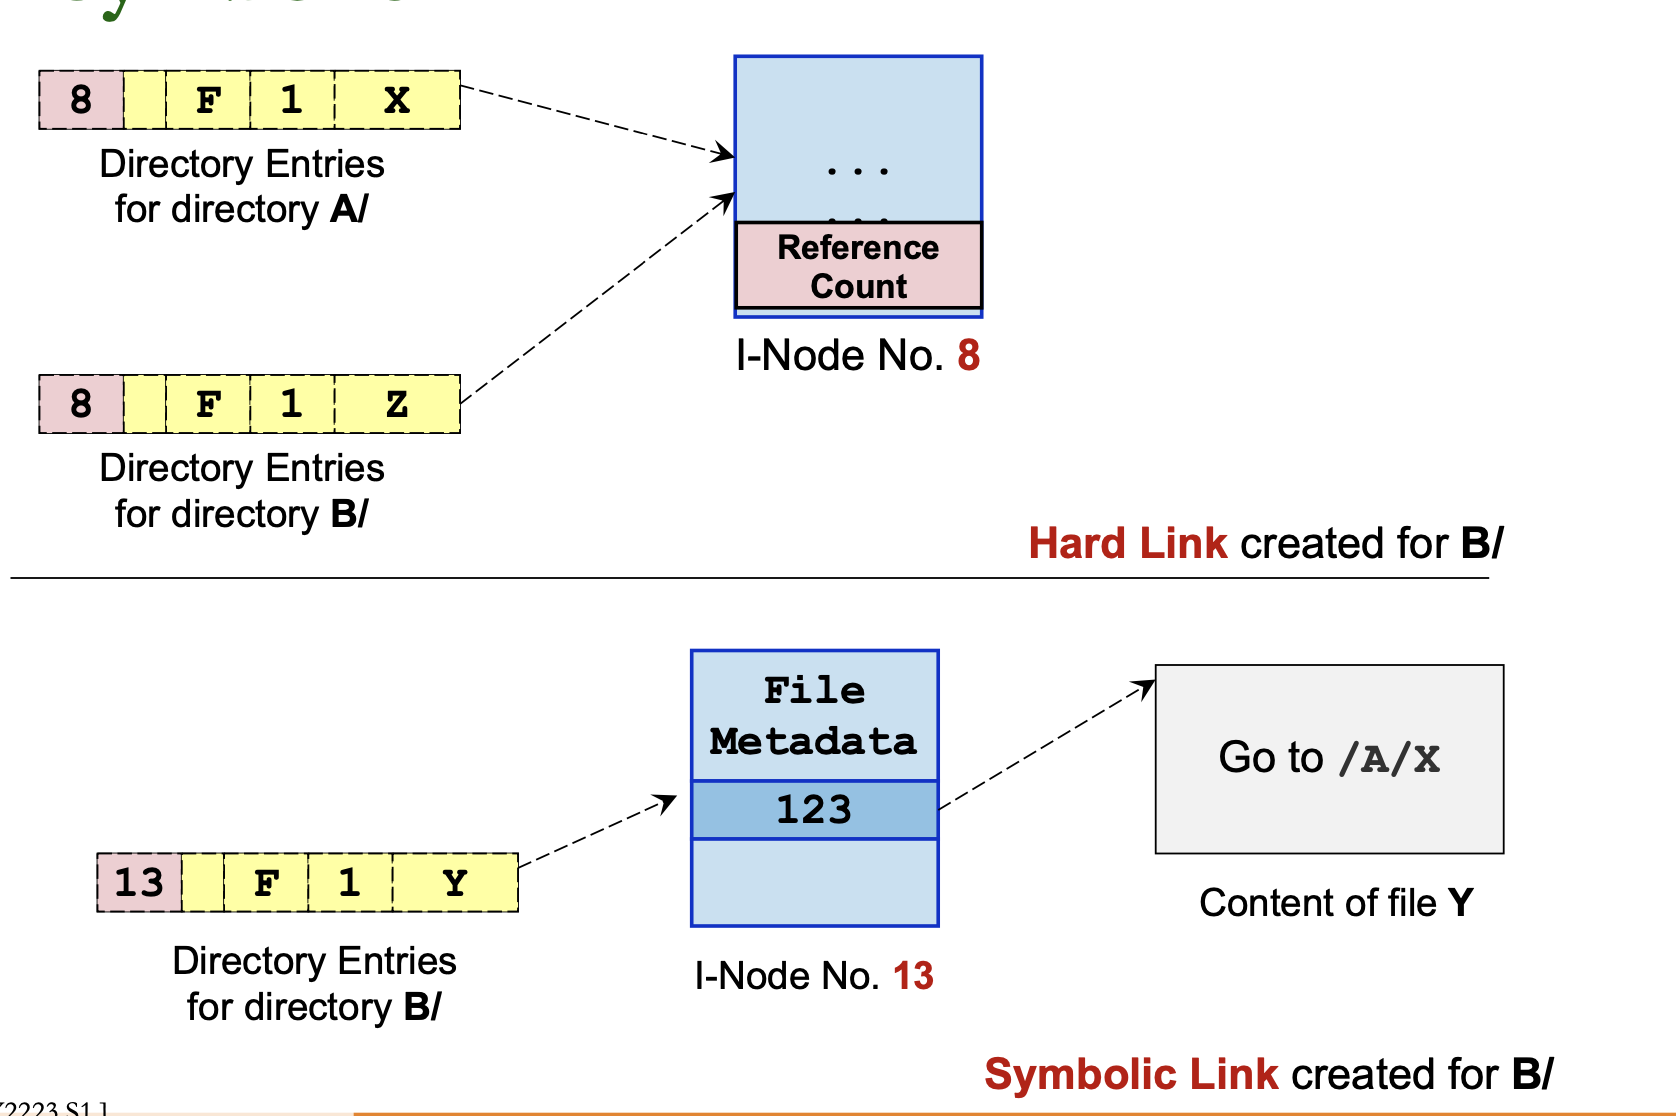 8 F 1 X
Directory Entries
for directory A/
...
...
Reference
Count
I-Node No. 8
8 F 1 Z
Directory Entries
for directory B/
Hard Link created for B/
File
Metadata
123
Go to /A/X
13 F 1 Y
Content of file Y
Directory Entries
for directory B/
I-Node No. 13
Symbolic Link created for B/
2223 S1 ]